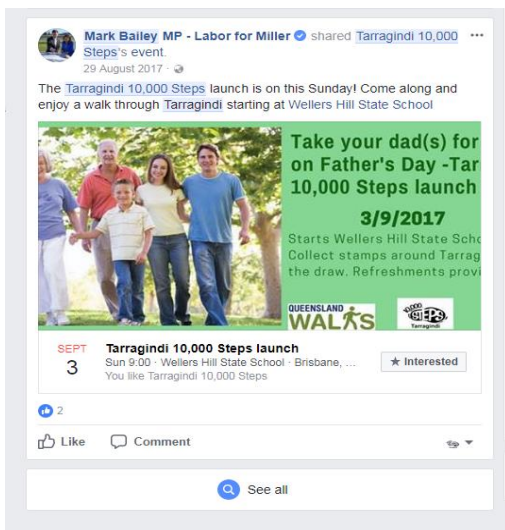 Mark Bailey MP - Labor for Miller shared Tarragindi 10,000
Steps's event.
29 August 2017 ·
The Tarragindi 10,000 Steps launch is on this Sunday! Come along and
enjoy a walk through Tarragindi starting at Wellers Hill State School
Take your dad(s) for
on Father's Day -Tar
10,000 Steps launch
3/9/2017
Starts Wellers Hill State Scho
Collect stamps around Tarrag
the draw. Refreshments provi
QUEENSLAND
WALKS
10,000
STEPS
Tarragindi
SEPT
3
Tarragindi 10,000 Steps launch
Sun 9:00 · Wellers Hill State School · Brisbane, ...
You like Tarragindi 10,000 Steps
★ Interested
2
Like
Comment
See all